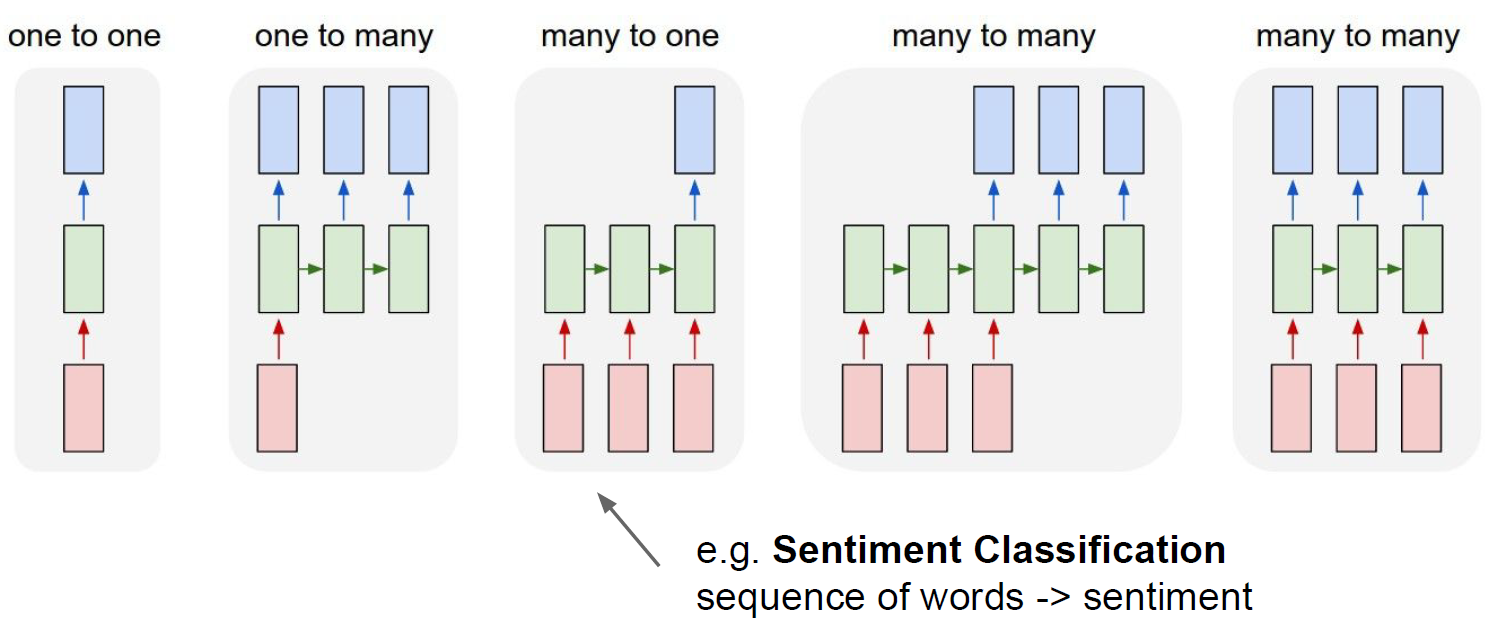 one to one
one to many
many to one
many to many
many to many
e.g. Sentiment Classification
sequence of words -> sentiment